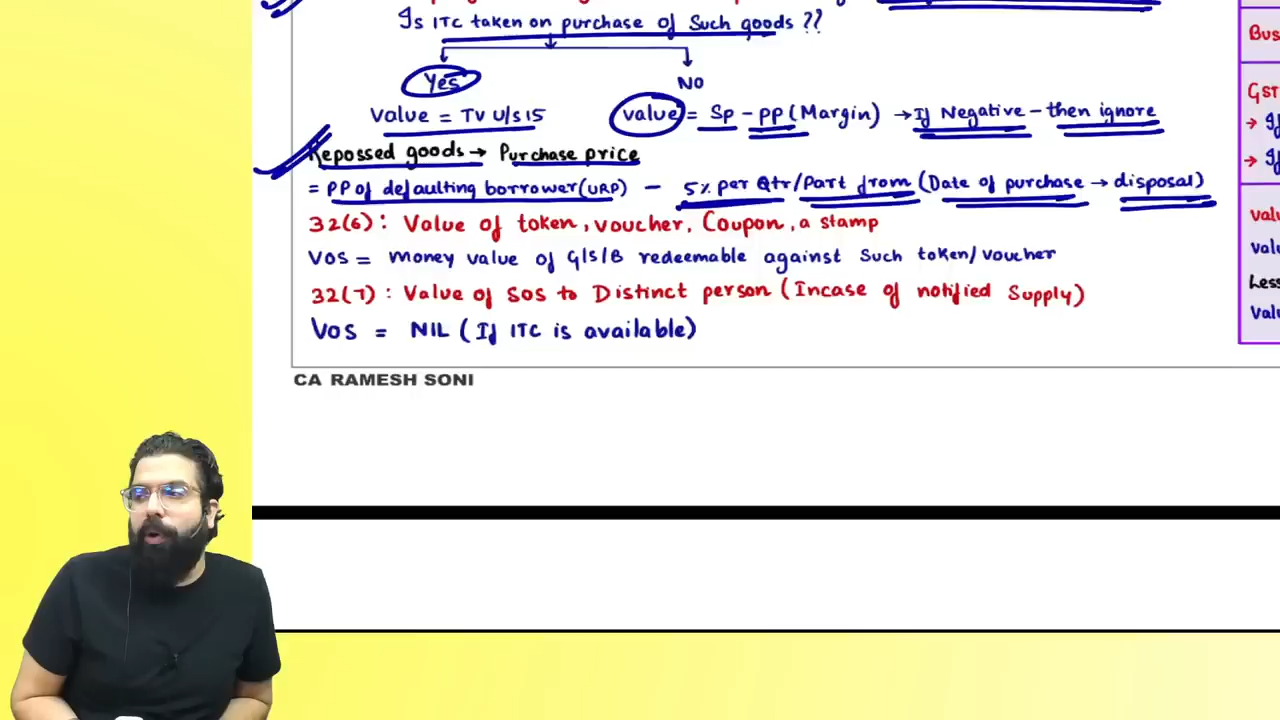 Is ITC taken on purchase of Such goods ??
Yes
NO
Value = TV U/S 15
value = SP - PP (Margin) → If Negative - then ignore
Repossed goods → Purchase price
= PP of defaulting borrower (URP) - 5% per Qtr/Part from (Date of purchase → disposal)
32(6): Value of token, voucher, Coupon, a stamp
VOS = money value of G/S/B redeemable against Such token/voucher
32(7): Value of SOS to Distinct person (Incase of notified Supply)
VOS = NIL (If ITC is available)
CA RAMESH SONI
Bus
GST
→ If
→ If
Valu
Valu
Less
Valu